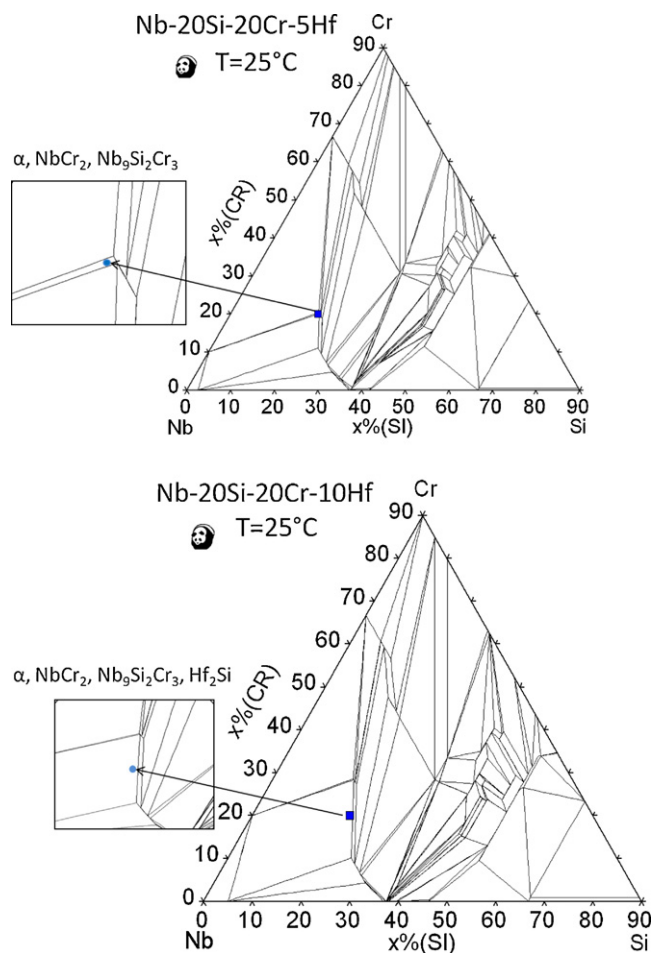 Nb-20Si-20Cr-5Hf
T=25°C
Cr
90
80
70
60
50
40
30
20
10
0
x%(CR)
α, NbCr₂, Nb₉Si₂Cr₃
0 10 20 30 40 50 60 70 80 90
Nb x%(SI) Si
Nb-20Si-20Cr-10Hf
T=25°C
Cr
90
80
70
60
50
40
30
20
10
0
x%(CR)
α, NbCr₂, Nb₉Si₂Cr₃, Hf₂Si
0 10 20 30 40 50 60 70 80 90
Nb x%(SI) Si